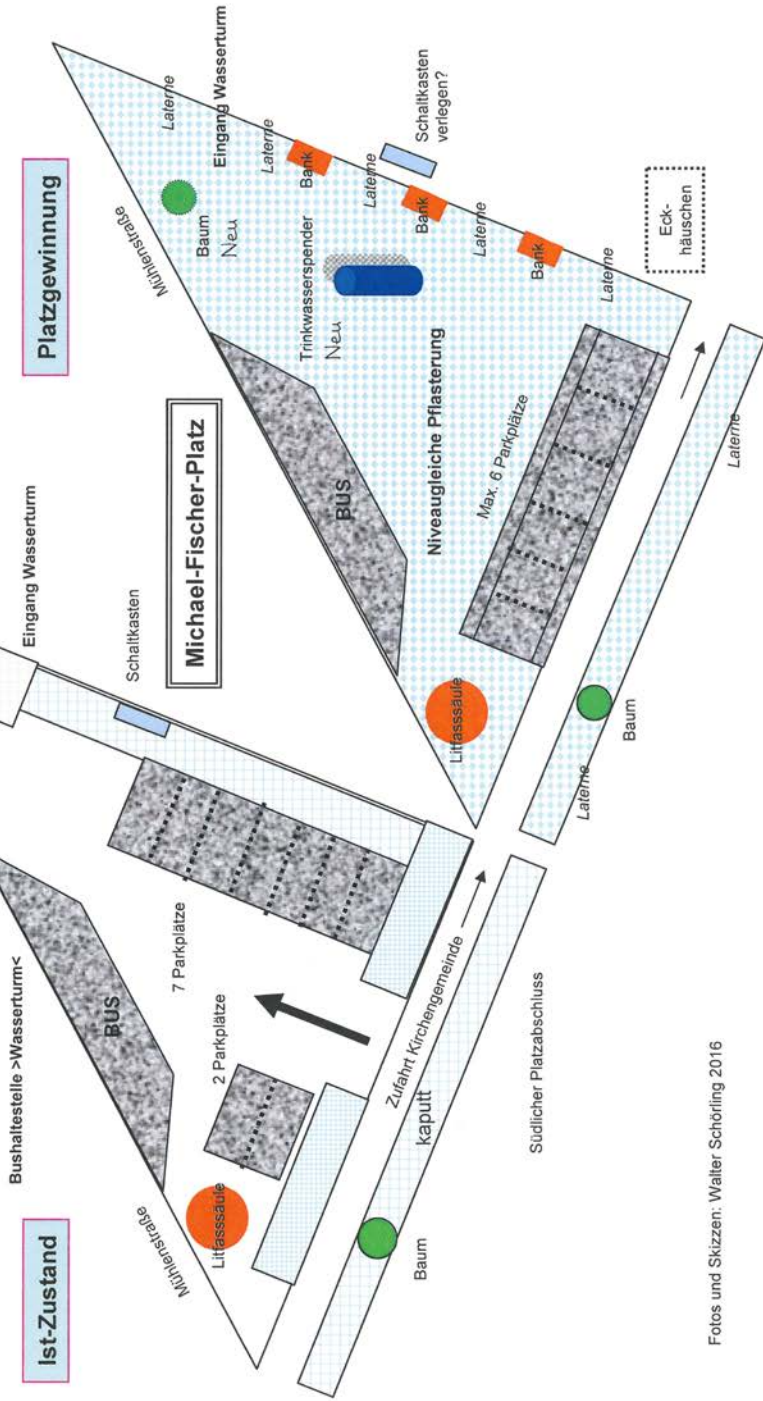 Ist-Zustand
Bushaltestelle >Wasserturm<
Mühlenstraße
BUS
Litfasssäule
2 Parkplätze
7 Parkplätze
Eingang Wasserturm
Schaltkasten
Zufahrt Kirchengemeinde
kaputt
Baum
Südlicher Platzabschluss
Michael-Fischer-Platz
Platzgewinnung
Mühlenstraße
Laterne
Eingang Wasserturm
Baum
Neu
Laterne
Bank
Trinkwasserspender
Neu
Laterne
Schaltkasten
verlegen?
Bank
Laterne
Bank
Laterne
BUS
Niveaugleiche Pflasterung
Max. 6 Parkplätze
Litfasssäule
Eck-
häuschen
Laterne
Baum
Laterne
Fotos und Skizzen: Walter Schörling 2016